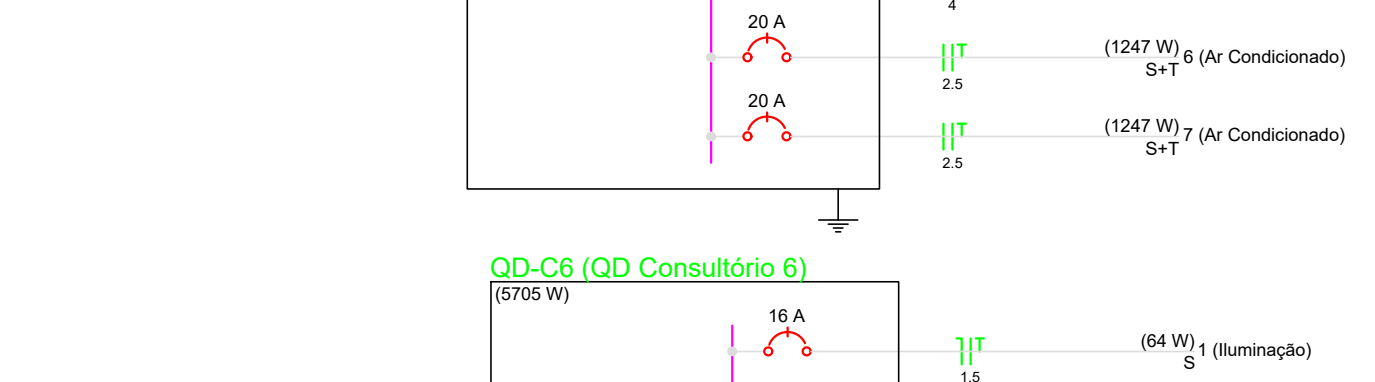 4
20 A
(1247 W) 6 (Ar Condicionado)
S+T
2.5
20 A
(1247 W) 7 (Ar Condicionado)
S+T
2.5
QD-C6 (QD Consultório 6)
(5705 W)
16 A
(64 W) 1 (Iluminação)
S
1.5